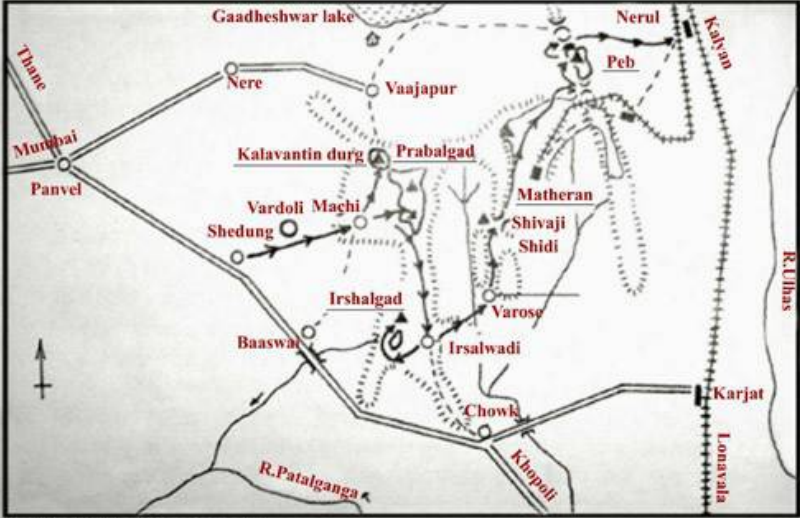 Gaadheshwar lake
Nerul
Kalyan
Thane
Peb
Nere
Vaajapur
Mumbai
Kalavantin durg
Prabalgad
Panvel
Matheran
Vardoli
Machi
Shedung
Shivaji
Shidi
R.Ulhas
Irshalgad
Varose
Baaswai
Irsalwadi
Karjat
Chowk
Khopoli
Lonavala
R.Patalganga